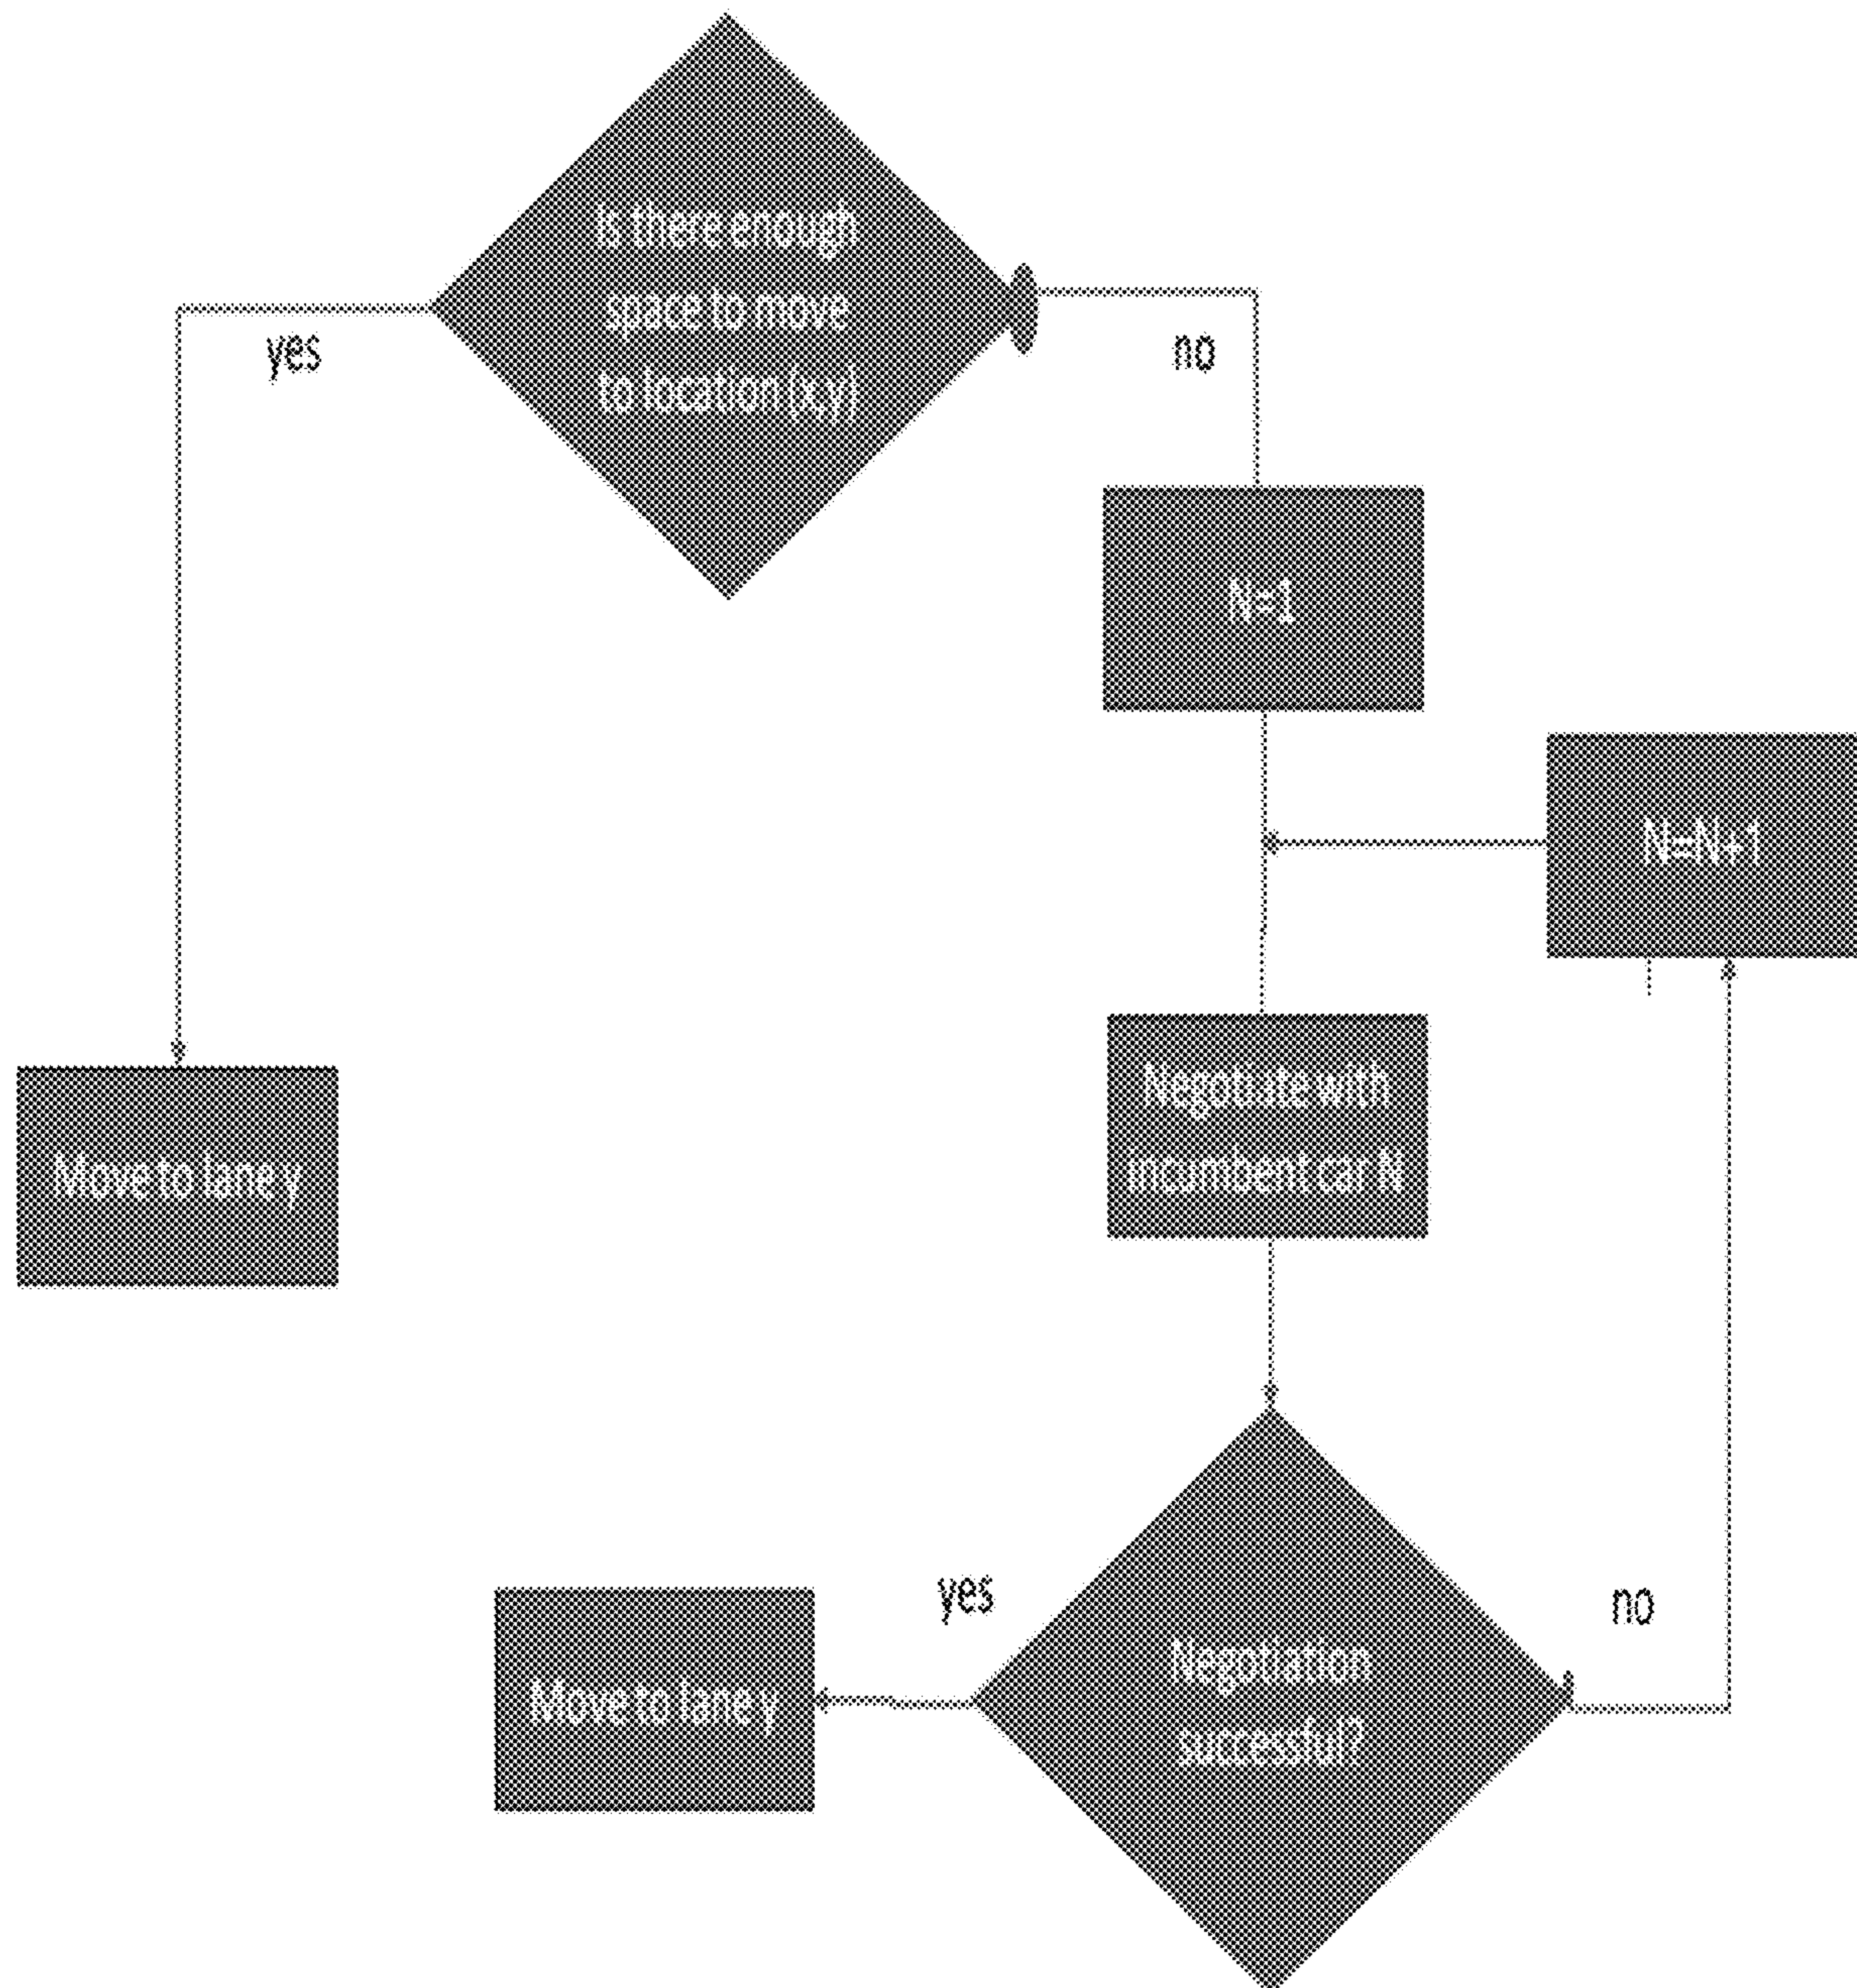 Is there enough
space to move
to location (x,y)
yes
no
N=1
N=N+1
Negotiate with
incumbent car N
Move to lane y
yes
no
Move to lane y
Negotiation
successful?